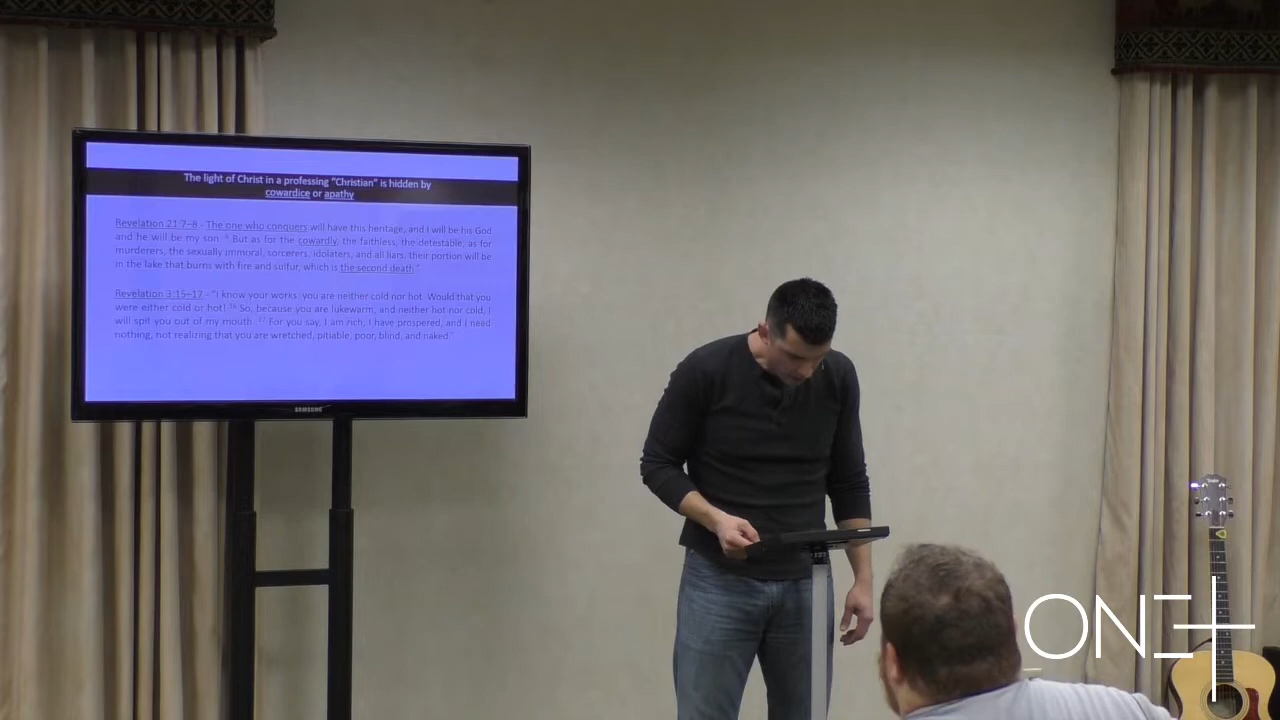 The light of Christ in a professing "Christian" is hidden by
cowardice or apathy
Revelation 21:7–8 - The one who conquers will have this heritage, and I will be his God
and he will be my son. 8 But as for the cowardly, the faithless, the detestable, as for
murderers, the sexually immoral, sorcerers, idolaters, and all liars, their portion will be
in the lake that burns with fire and sulfur, which is the second death."
Revelation 3:15–17 - "I know your works: you are neither cold nor hot. Would that you
were either cold or hot! 16 So, because you are lukewarm, and neither hot nor cold, I
will spit you out of my mouth. 17 For you say, I am rich, I have prospered, and I need
nothing, not realizing that you are wretched, pitiable, poor, blind, and naked."
SAMSUNG
Taylor
ONE